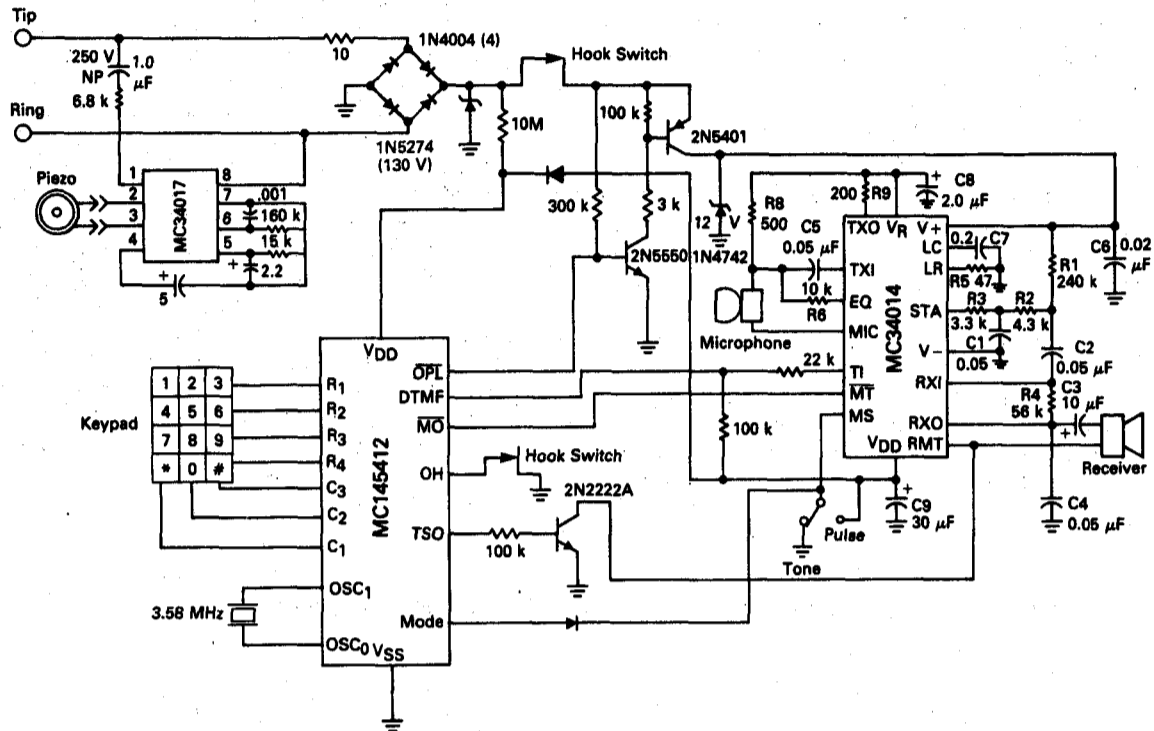 Tip
250 V
NP
1.0
μF
6.8 k
10
1N4004 (4)
Hook Switch
Ring
1N5274
(130 V)
10M
100 k
2N5401
Piezo
1
2
3
4
MC34017
8
7
6
5
.001
160 k
15 k
2.2
+
5
+
300 k
3 k
2N5550
12 V
1N4742
R8
500
C5
0.05 μF
10 k
R6
Microphone
200
R9
+
C8
2.0 μF
TXO
VR
V+
LC
LR
TXI
EQ
MIC
STA
V−
TI
MT
MS
RXI
RXO
RMT
VDD
MC34014
0.2
C7
R5 47
R1
240 k
C6
0.02
μF
R3
3.3 k
R2
4.3 k
C1
0.05
C2
0.05 μF
C3
10 μF
R4
56 k
+
Receiver
C4
0.05 μF
+
C9
30 μF
22 k
100 k
Pulse
Tone
Keypad
1 2 3
4 5 6
7 8 9
* 0 #
VDD
R1
R2
R3
R4
C3
C2
C1
OSC1
OSC0
VSS
MC145412
OPL
DTMF
MO
OH
TSO
Mode
Hook Switch
2N2222A
100 k
3.58 MHz